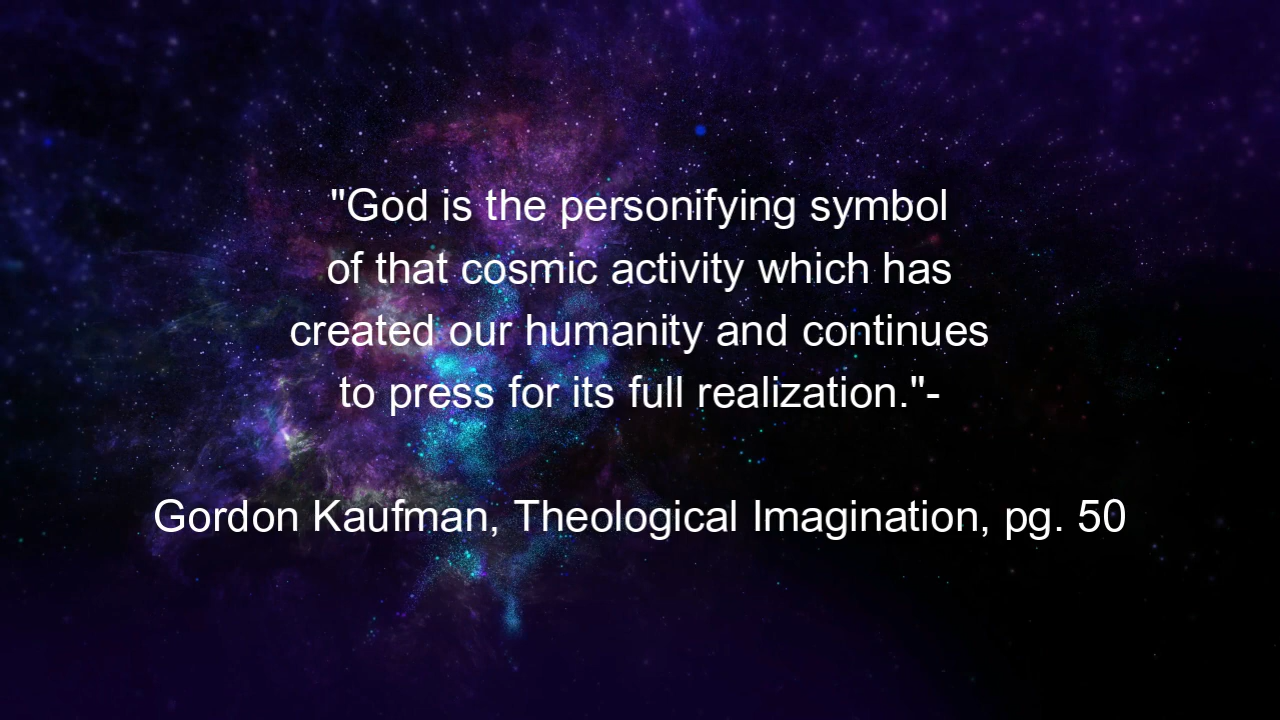 "God is the personifying symbol
of that cosmic activity which has
created our humanity and continues
to press for its full realization."-
Gordon Kaufman, Theological Imagination, pg. 50